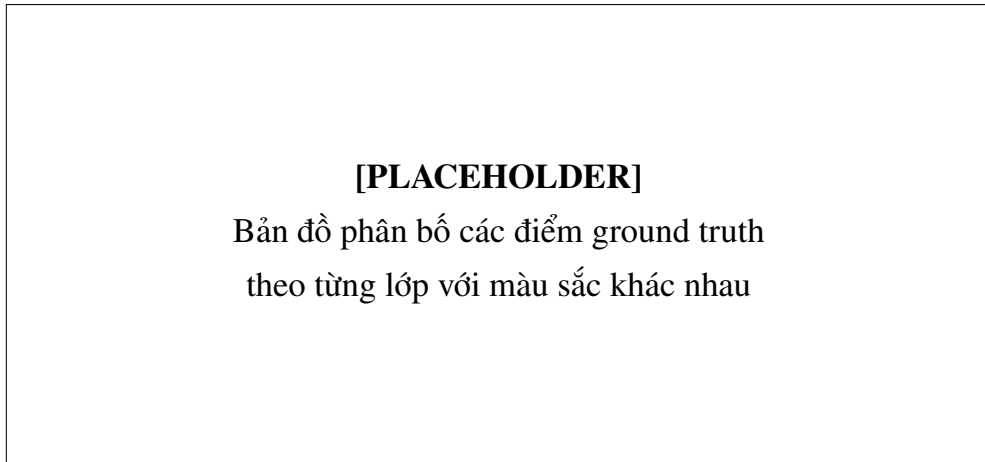 [PLACEHOLDER]
Bản đồ phân bố các điểm ground truth
theo từng lớp với màu sắc khác nhau